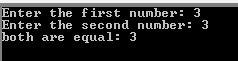 Enter the first number: 3
Enter the second number: 3
both are equal: 3